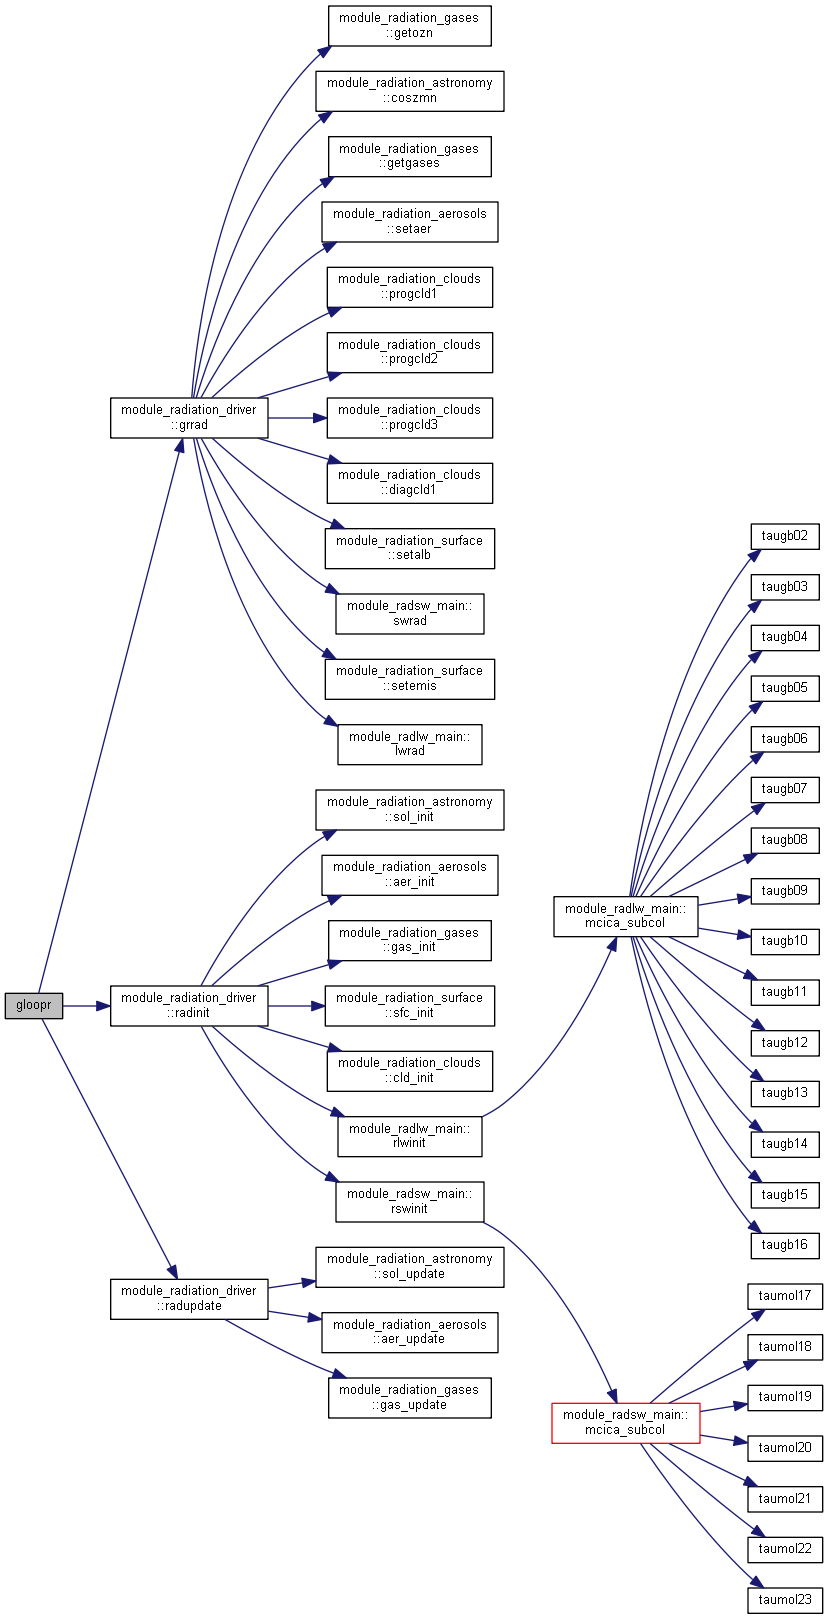 module_radiation_gases
::getozn
module_radiation_astronomy
::coszmn
module_radiation_gases
::getgases
module_radiation_aerosols
::setaer
module_radiation_clouds
::progcld1
module_radiation_clouds
::progcld2
module_radiation_driver
::grrad
module_radiation_clouds
::progcld3
module_radiation_clouds
::diagcld1
module_radiation_surface
::setalb
module_radsw_main::
swrad
module_radiation_surface
::setemis
module_radlw_main::
lwrad
module_radiation_astronomy
::sol_init
module_radiation_aerosols
::aer_init
module_radiation_gases
::gas_init
gloopr
module_radiation_driver
::radinit
module_radiation_surface
::sfc_init
module_radiation_clouds
::cld_init
module_radlw_main::
rlwinit
module_radsw_main::
rswinit
module_radiation_driver
::radupdate
module_radiation_astronomy
::sol_update
module_radiation_aerosols
::aer_update
module_radiation_gases
::gas_update
module_radlw_main::
mcica_subcol
taugb02
taugb03
taugb04
taugb05
taugb06
taugb07
taugb08
taugb09
taugb10
taugb11
taugb12
taugb13
taugb14
taugb15
taugb16
module_radsw_main::
mcica_subcol
taumol17
taumol18
taumol19
taumol20
taumol21
taumol22
taumol23